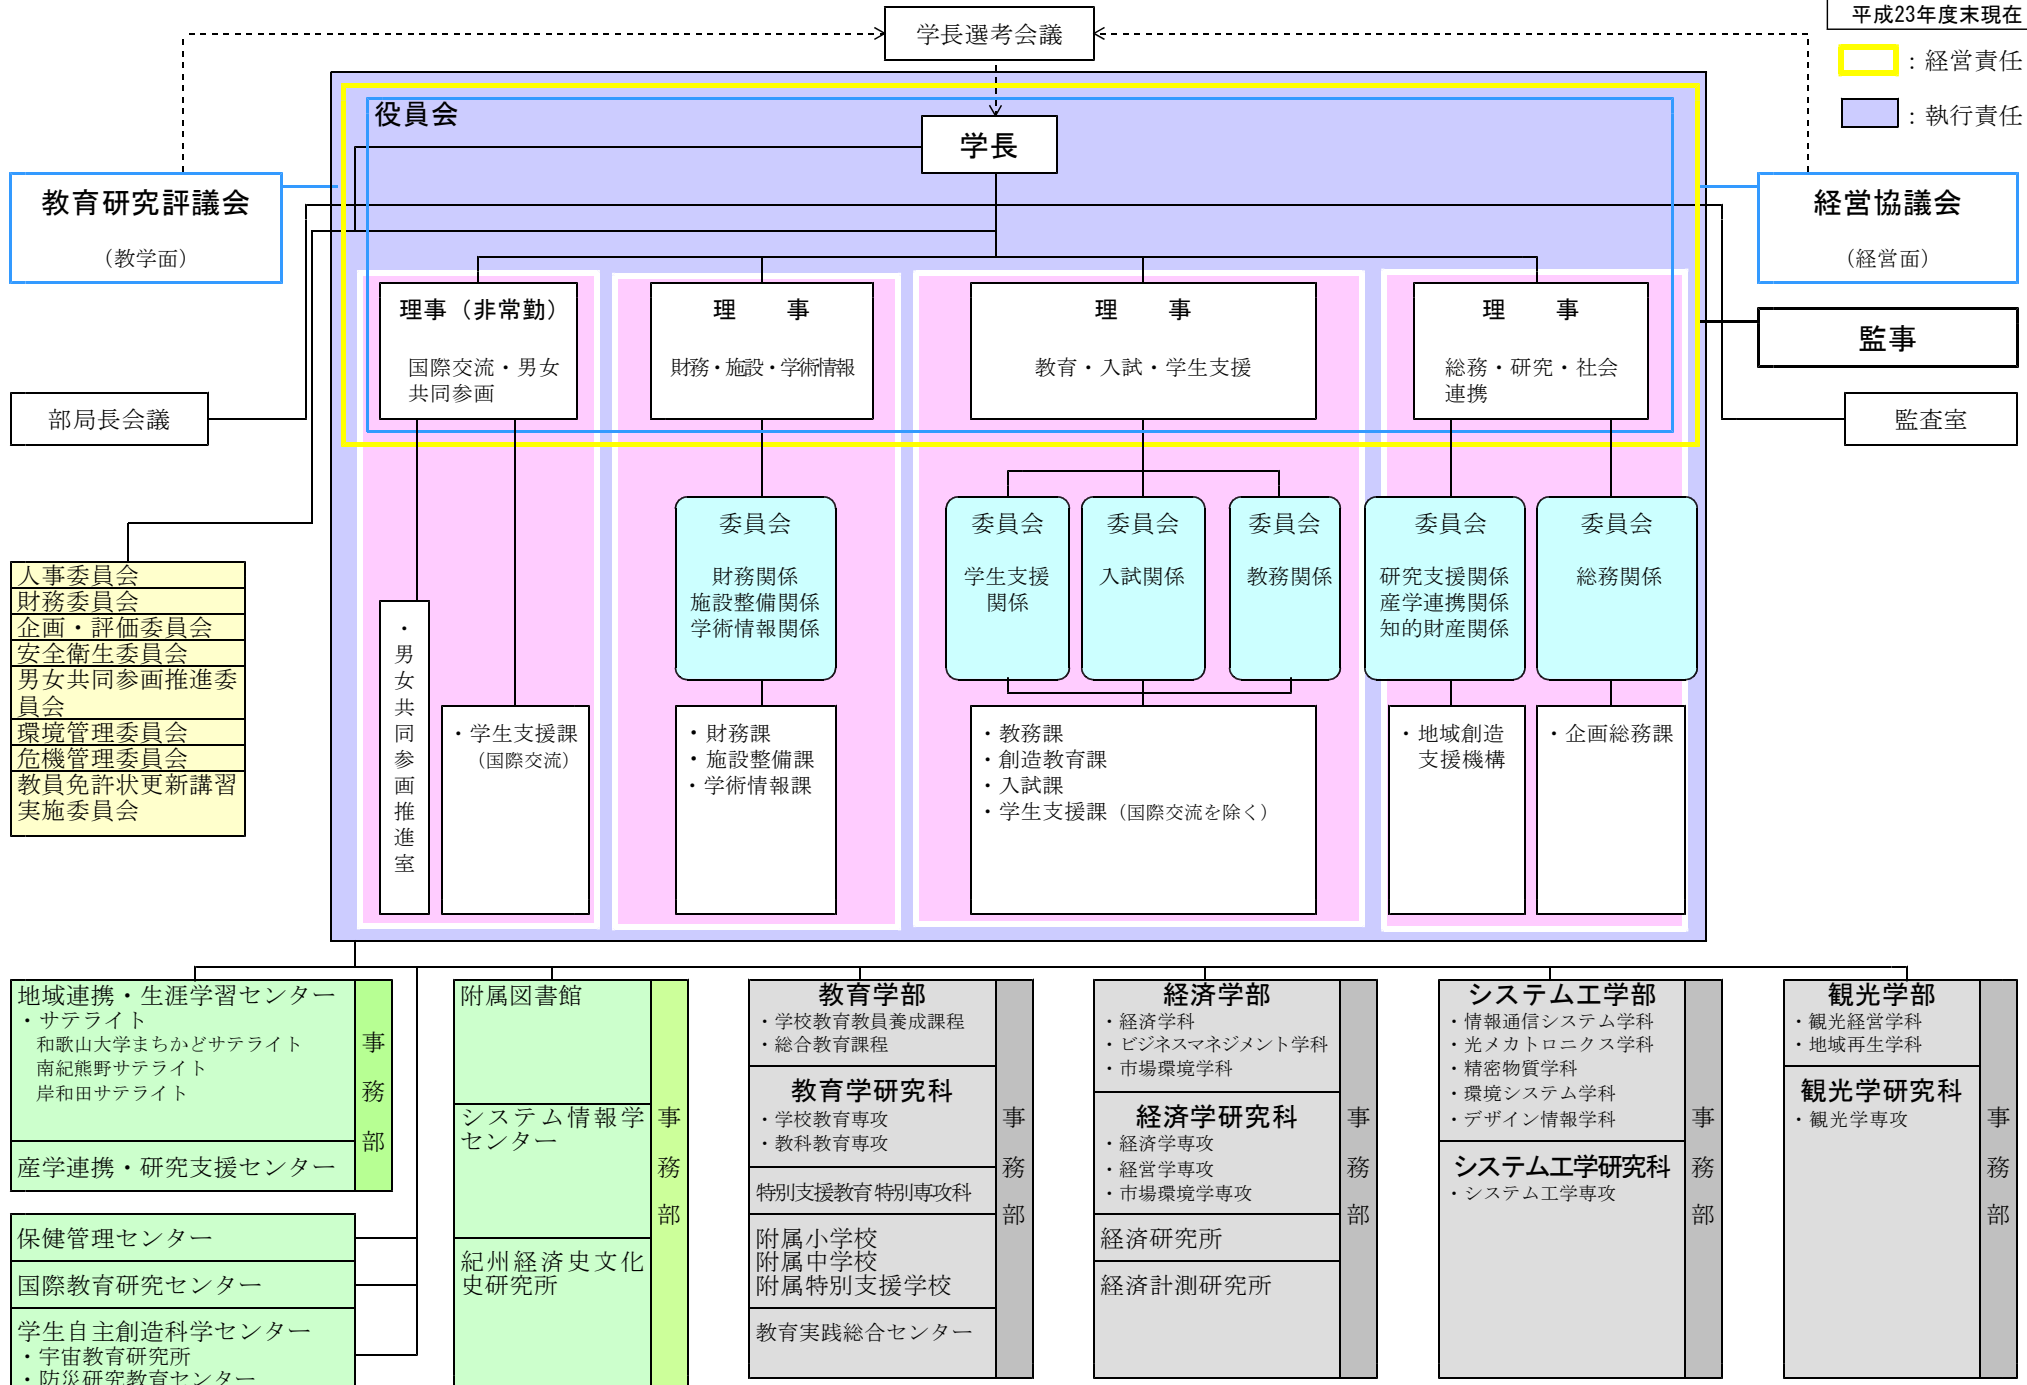 平成23年度末現在
学長選考会議
：経営責任
：執行責任
役員会
学長
教育研究評議会
（教学面）
経営協議会
（経営面）
監事
部局長会議
監査室
理事（非常勤）
国際交流・男女
共同参画
理　事
財務・施設・学術情報
理　事
教育・入試・学生支援
理　事
総務・研究・社会
連携
委員会
財務関係
施設整備関係
学術情報関係
委員会
学生支援
関係
委員会
入試関係
委員会
教務関係
委員会
研究支援関係
産学連携関係
知的財産関係
委員会
総務関係
人事委員会
財務委員会
企画・評価委員会
安全衛生委員会
男女共同参画推進委
員会
環境管理委員会
危機管理委員会
教員免許状更新講習
実施委員会
・男女共同参画推進室
・学生支援課
（国際交流）
・財務課
・施設整備課
・学術情報課
・教務課
・創造教育課
・入試課
・学生支援課（国際交流を除く）
・地域創造
支援機構
・企画総務課
地域連携・生涯学習センター
・サテライト
和歌山大学まちかどサテライト
南紀熊野サテライト
岸和田サテライト
産学連携・研究支援センター
事務部
保健管理センター
国際教育研究センター
学生自主創造科学センター
・宇宙教育研究所
・防災研究教育センター
附属図書館
システム情報学
センター
紀州経済史文化
史研究所
事務部
教育学部
・学校教育教員養成課程
・総合教育課程
教育学研究科
・学校教育専攻
・教科教育専攻
特別支援教育特別専攻科
附属小学校
附属中学校
附属特別支援学校
教育実践総合センター
事務部
経済学部
・経済学科
・ビジネスマネジメント学科
・市場環境学科
経済学研究科
・経済学専攻
・経営学専攻
・市場環境学専攻
経済研究所
経済計測研究所
事務部
システム工学部
・情報通信システム学科
・光メカトロニクス学科
・精密物質学科
・環境システム学科
・デザイン情報学科
システム工学研究科
・システム工学専攻
事務部
観光学部
・観光経営学科
・地域再生学科
観光学研究科
・観光学専攻
事務部